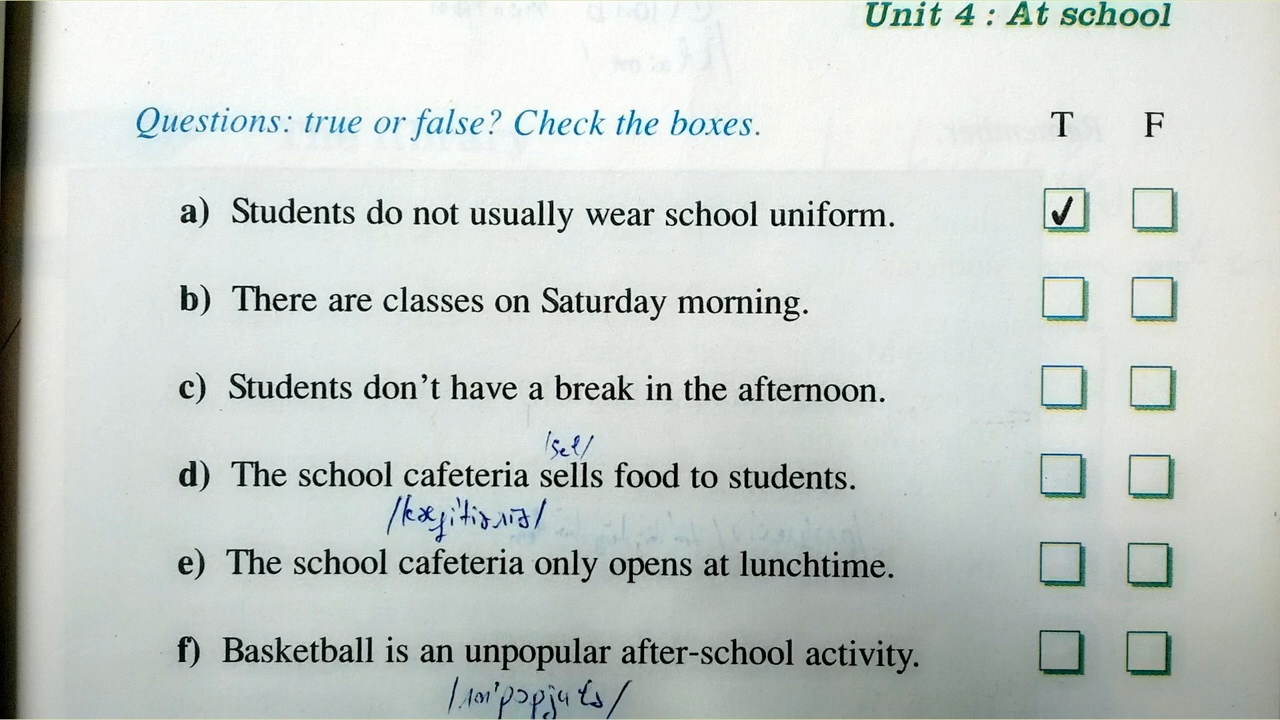 Unit 4 : At school
Questions: true or false? Check the boxes. T F
a) Students do not usually wear school uniform. ✓
b) There are classes on Saturday morning.
c) Students don't have a break in the afternoon.
/sel/
d) The school cafeteria sells food to students.
e) The school cafeteria only opens at lunchtime.
f) Basketball is an unpopular after-school activity.